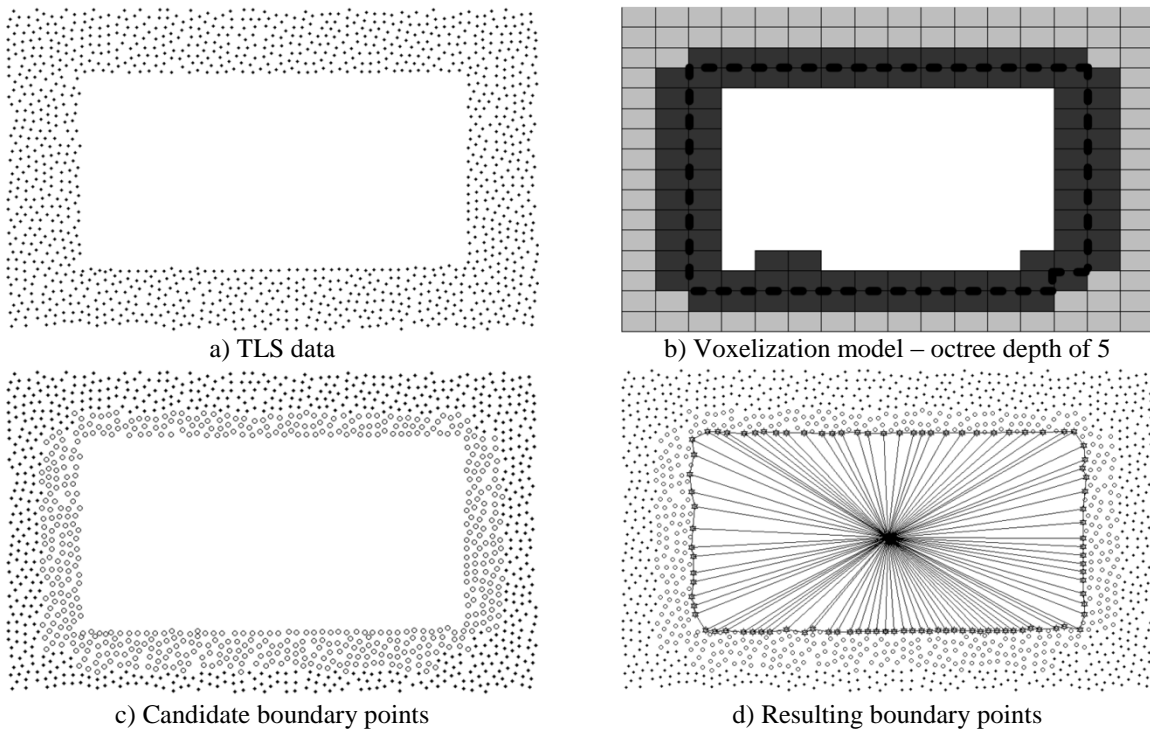 a) TLS data
b) Voxelization model – octree depth of 5
c) Candidate boundary points
d) Resulting boundary points